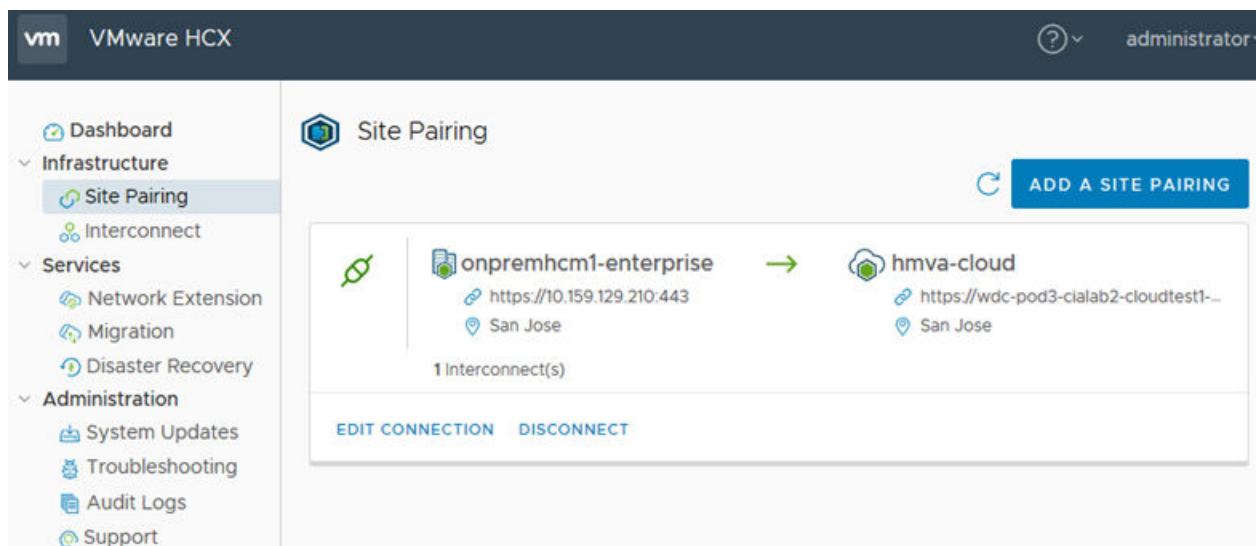 vm VMware HCX administrator
Dashboard
Infrastructure
Site Pairing
Interconnect
Services
Network Extension
Migration
Disaster Recovery
Administration
System Updates
Troubleshooting
Audit Logs
Support
Site Pairing
ADD A SITE PAIRING
onpremhcm1-enterprise
https://10.159.129.210:443
San Jose
hmva-cloud
https://wdc-pod3-cialab2-cloudtest1-...
San Jose
1 Interconnect(s)
EDIT CONNECTION DISCONNECT